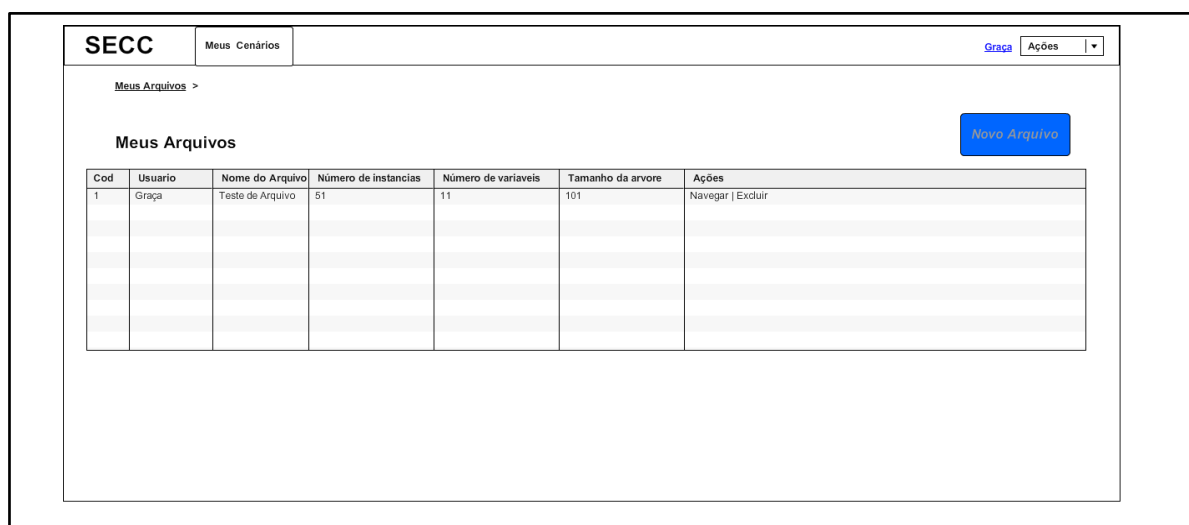 SECC Meus Cenários Graça Ações
Meus Arquivos >
Novo Arquivo
Meus Arquivos
Cod Usuario Nome do Arquivo Número de instancias Número de variaveis Tamanho da arvore Ações
1 Graça Teste de Arquivo 51 11 101 Navegar | Excluir